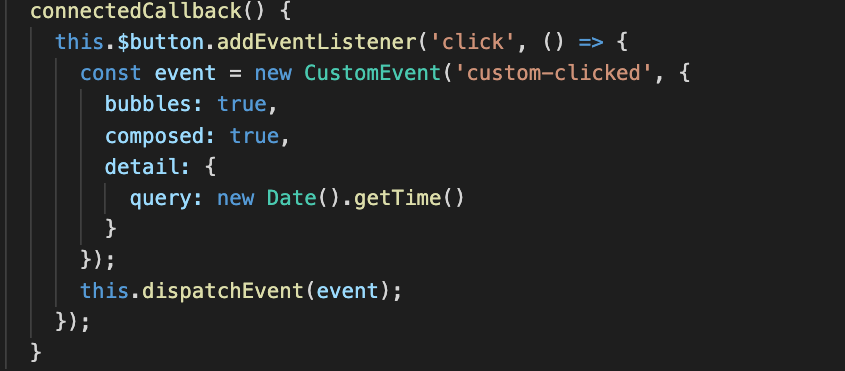 connectedCallback() {
this.$button.addEventListener('click', () => {
const event = new CustomEvent('custom-clicked', {
bubbles: true,
composed: true,
detail: {
query: new Date().getTime()
}
});
this.dispatchEvent(event);
});
}